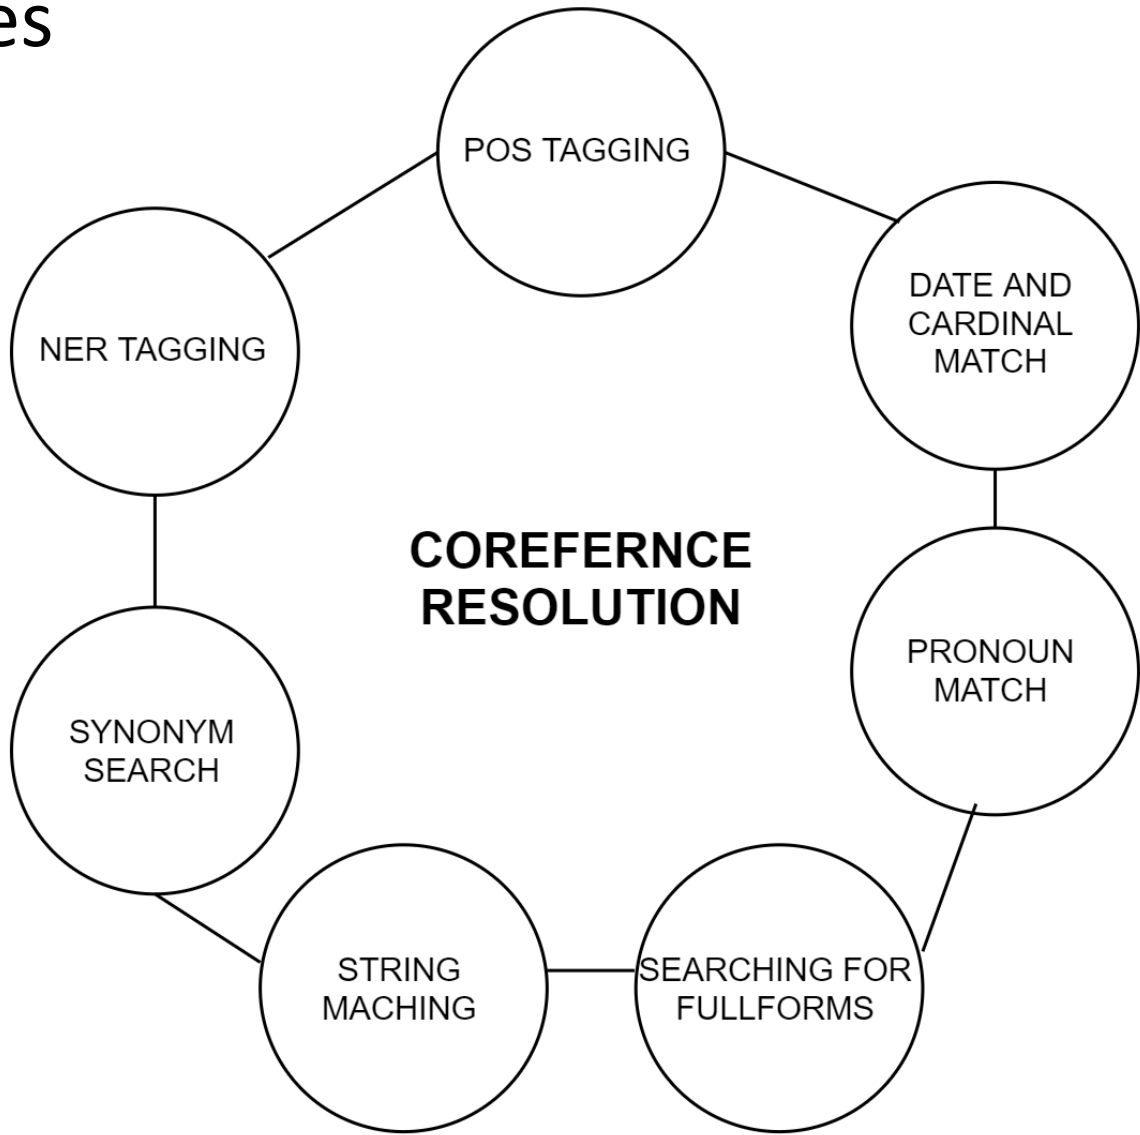 es
POS TAGGING
DATE AND
CARDINAL
MATCH
NER TAGGING
COREFERNCE
RESOLUTION
PRONOUN
MATCH
SYNONYM
SEARCH
STRING
MACHING
SEARCHING FOR
FULLFORMS